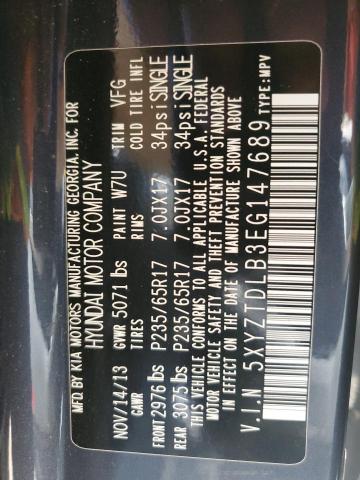 MFD.BY KIA MOTORS MANUFACTURING GEORGIA, INC. FOR
HYUNDAI MOTOR COMPANY
NOV/14/13 GVWR 5071 lbs PAINT W7U TRIM VFG
GAWR TIRES RIMS COLD TIRE INFL
FRONT 2976 lbs P235/65R17 7.0JX17 34psi SINGLE
REAR 3075 lbs P235/65R17 7.0JX17 34psi SINGLE
THIS VEHICLE CONFORMS TO ALL APPLICABLE U.S.A. FEDERAL
MOTOR VEHICLE SAFETY AND THEFT PREVENTION STANDARDS
IN EFFECT ON THE DATE OF MANUFACTURE SHOWN ABOVE
V.I.N 5XYZTDLB3EG147689 TYPE:MPV